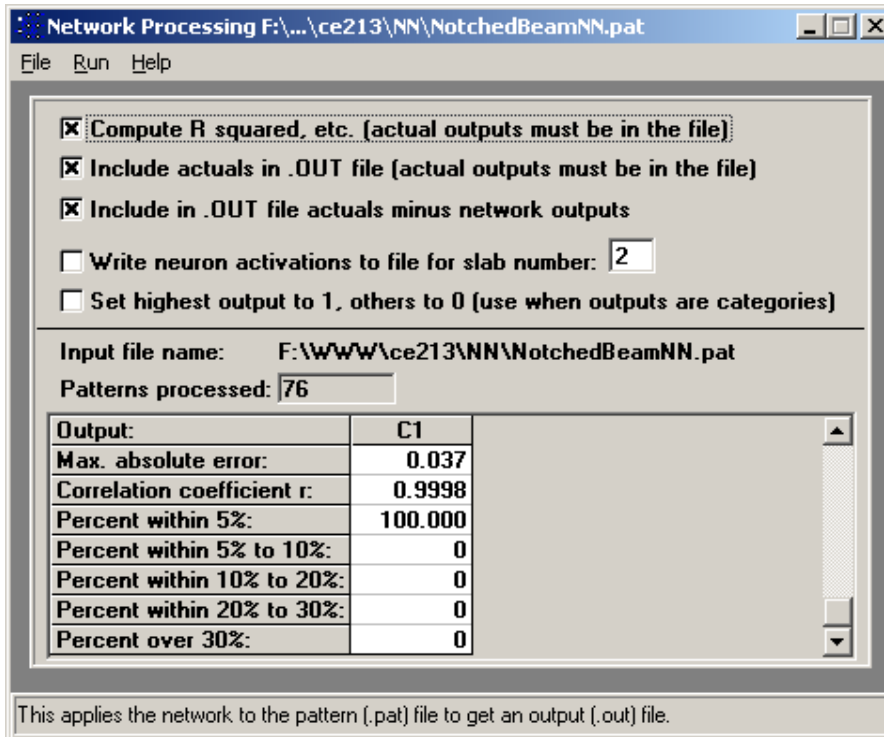 Network Processing F:\...\ce213\NN\NotchedBeamNN.pat
File Run Help
Compute R squared, etc. (actual outputs must be in the file)
Include actuals in .OUT file (actual outputs must be in the file)
Include in .OUT file actuals minus network outputs
Write neuron activations to file for slab number: 2
Set highest output to 1, others to 0 (use when outputs are categories)
Input file name: F:\WWW\ce213\NN\NotchedBeamNN.pat
Patterns processed: 76
Output: C1
Max. absolute error: 0.037
Correlation coefficient r: 0.9998
Percent within 5%: 100.000
Percent within 5% to 10%: 0
Percent within 10% to 20%: 0
Percent within 20% to 30%: 0
Percent over 30%: 0
This applies the network to the pattern (.pat) file to get an output (.out) file.